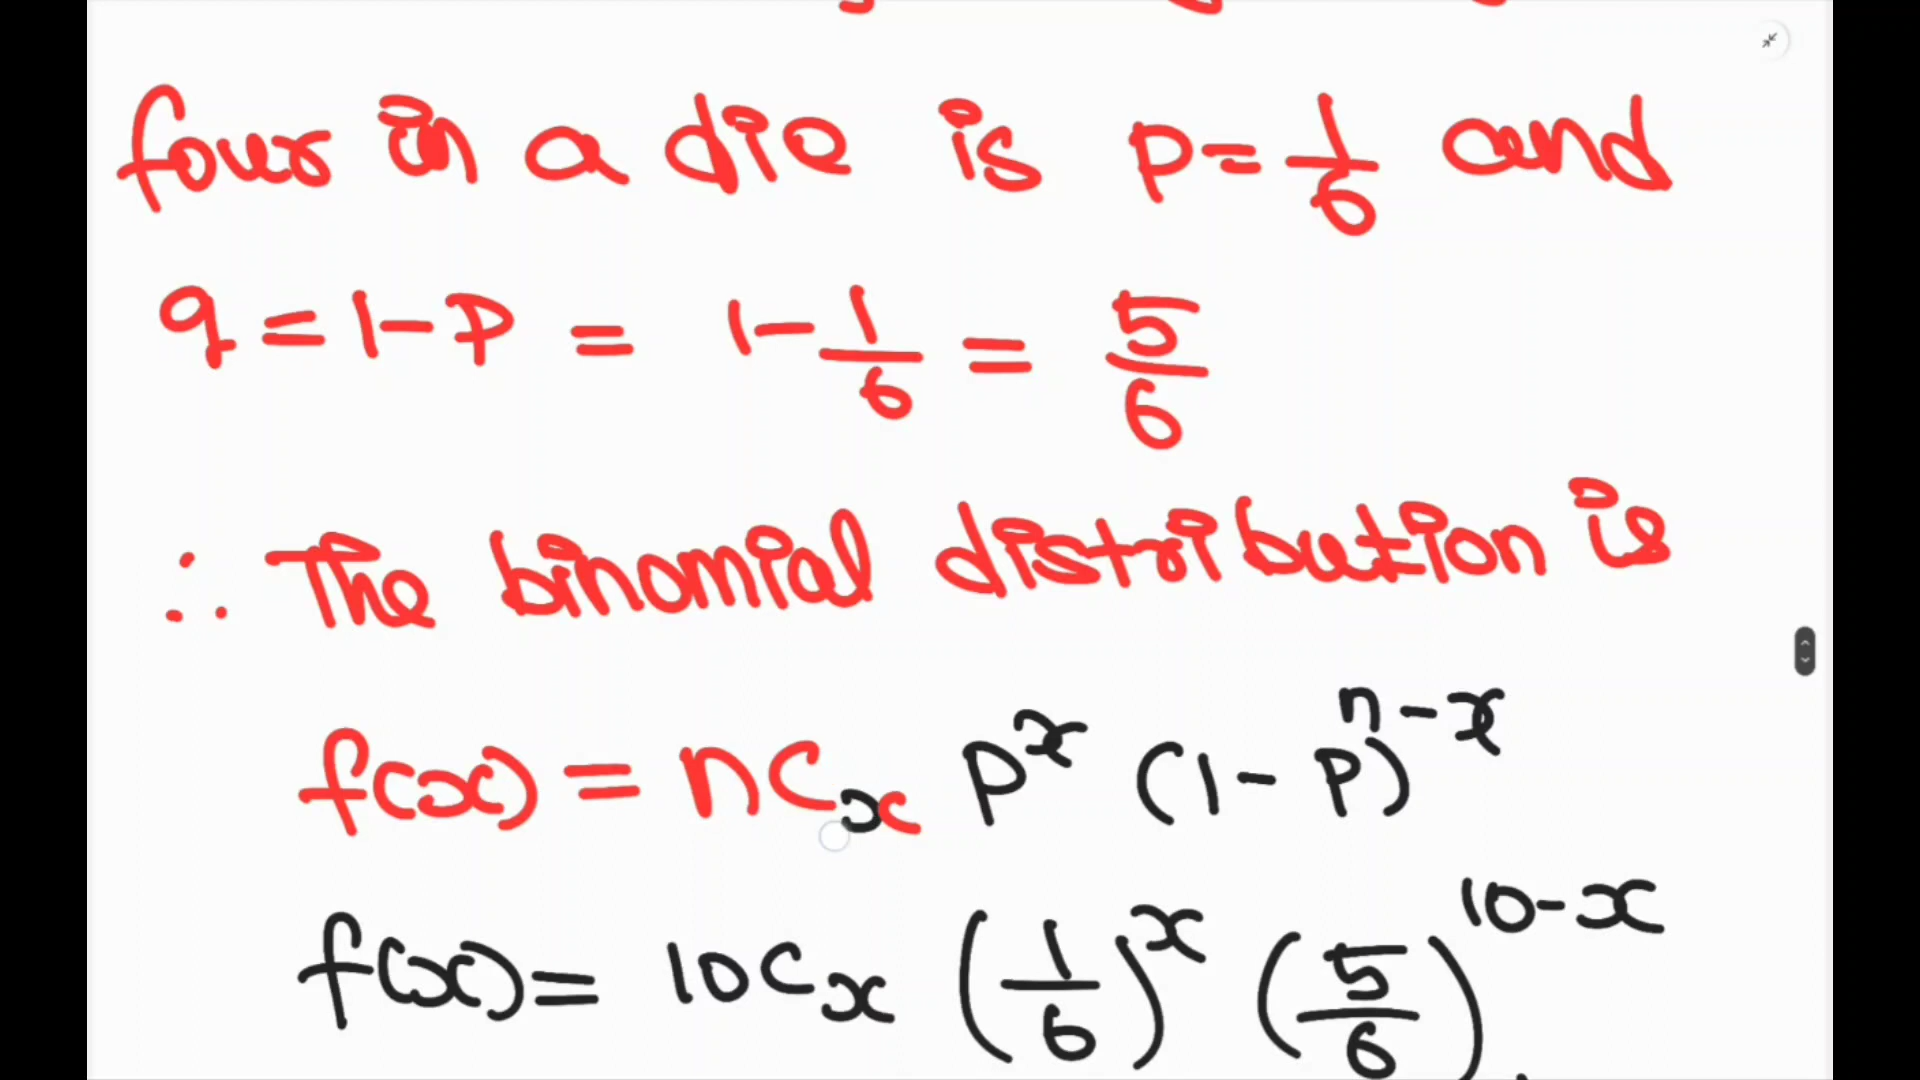 four in a die is p = 1/6 and
q = 1 - p = 1 - 1/6 = 5/6
∴ The binomial distribution is
f(x) = nCₓ pˣ (1 - p)ⁿ⁻ˣ
f(x) = 10Cₓ (1/6)ˣ (5/6)¹⁰⁻ˣ